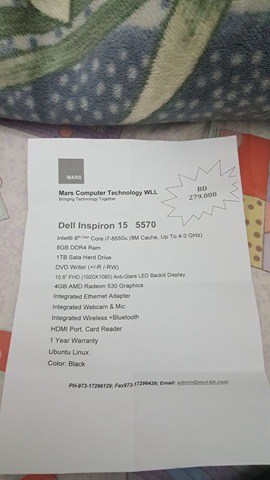 MARS
Mars Computer Technology WLL
Bringing Technology Together
BD
279.000
Dell Inspiron 15 5570
Intel® 8th Gen Core i7-8550u (8M Cache, Up To 4.0 GHz)
8GB DDR4 Ram
1TB Sata Hard Drive
DVD Writer (+/-R /-RW)
15.6" FHD (1920X1080) Anti-Glare LED Backlit Display
4GB AMD Radeon 530 Graphics
Integrated Ethernet Adapter
Integrated Webcam & Mic
Integrated Wireless +Bluetooth
HDMI Port, Card Reader
1 Year Warranty
Ubuntu Linux
Color: Black
PH-973-17296129; Fax973-17296429; Email: admin@mct-bh.com